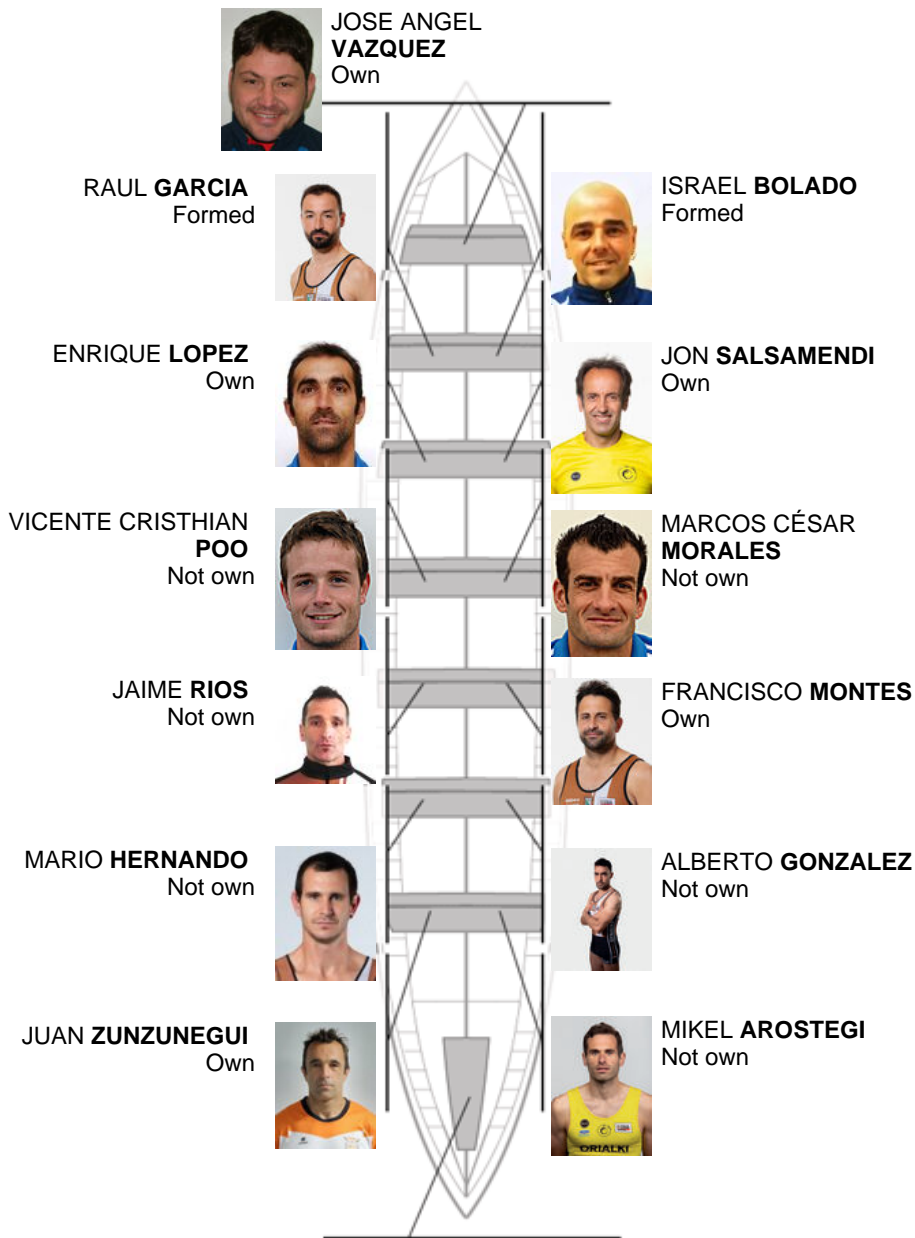 JOSE ANGEL
VAZQUEZ
Own
RAUL GARCIA
Formed
ISRAEL BOLADO
Formed
ENRIQUE LOPEZ
Own
JON SALSAMENDI
Own
VICENTE CRISTHIAN
POO
Not own
MARCOS CÉSAR
MORALES
Not own
JAIME RIOS
Not own
FRANCISCO MONTES
Own
MARIO HERNANDO
Not own
ALBERTO GONZALEZ
Not own
JUAN ZUNZUNEGUI
Own
MIKEL AROSTEGI
Not own
ORIALKI